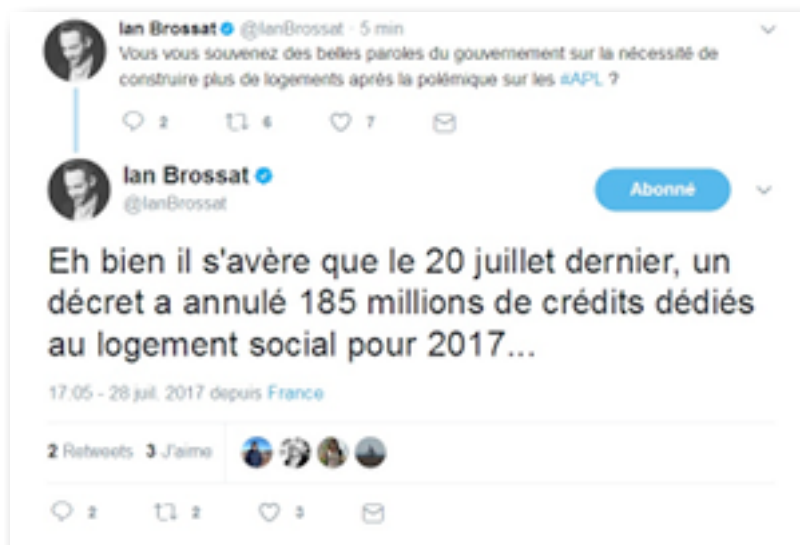 Ian Brossat @IanBrossat · 5 min
Vous vous souvenez des belles paroles du gouvernement sur la nécessité de
construire plus de logements après la polémique sur les #APL ?
2 6 7
Ian Brossat
@IanBrossat
Abonné
Eh bien il s'avère que le 20 juillet dernier, un
décret a annulé 185 millions de crédits dédiés
au logement social pour 2017...
17:05 - 28 juil. 2017 depuis France
2 Retweets 3 J'aime
2 2 3